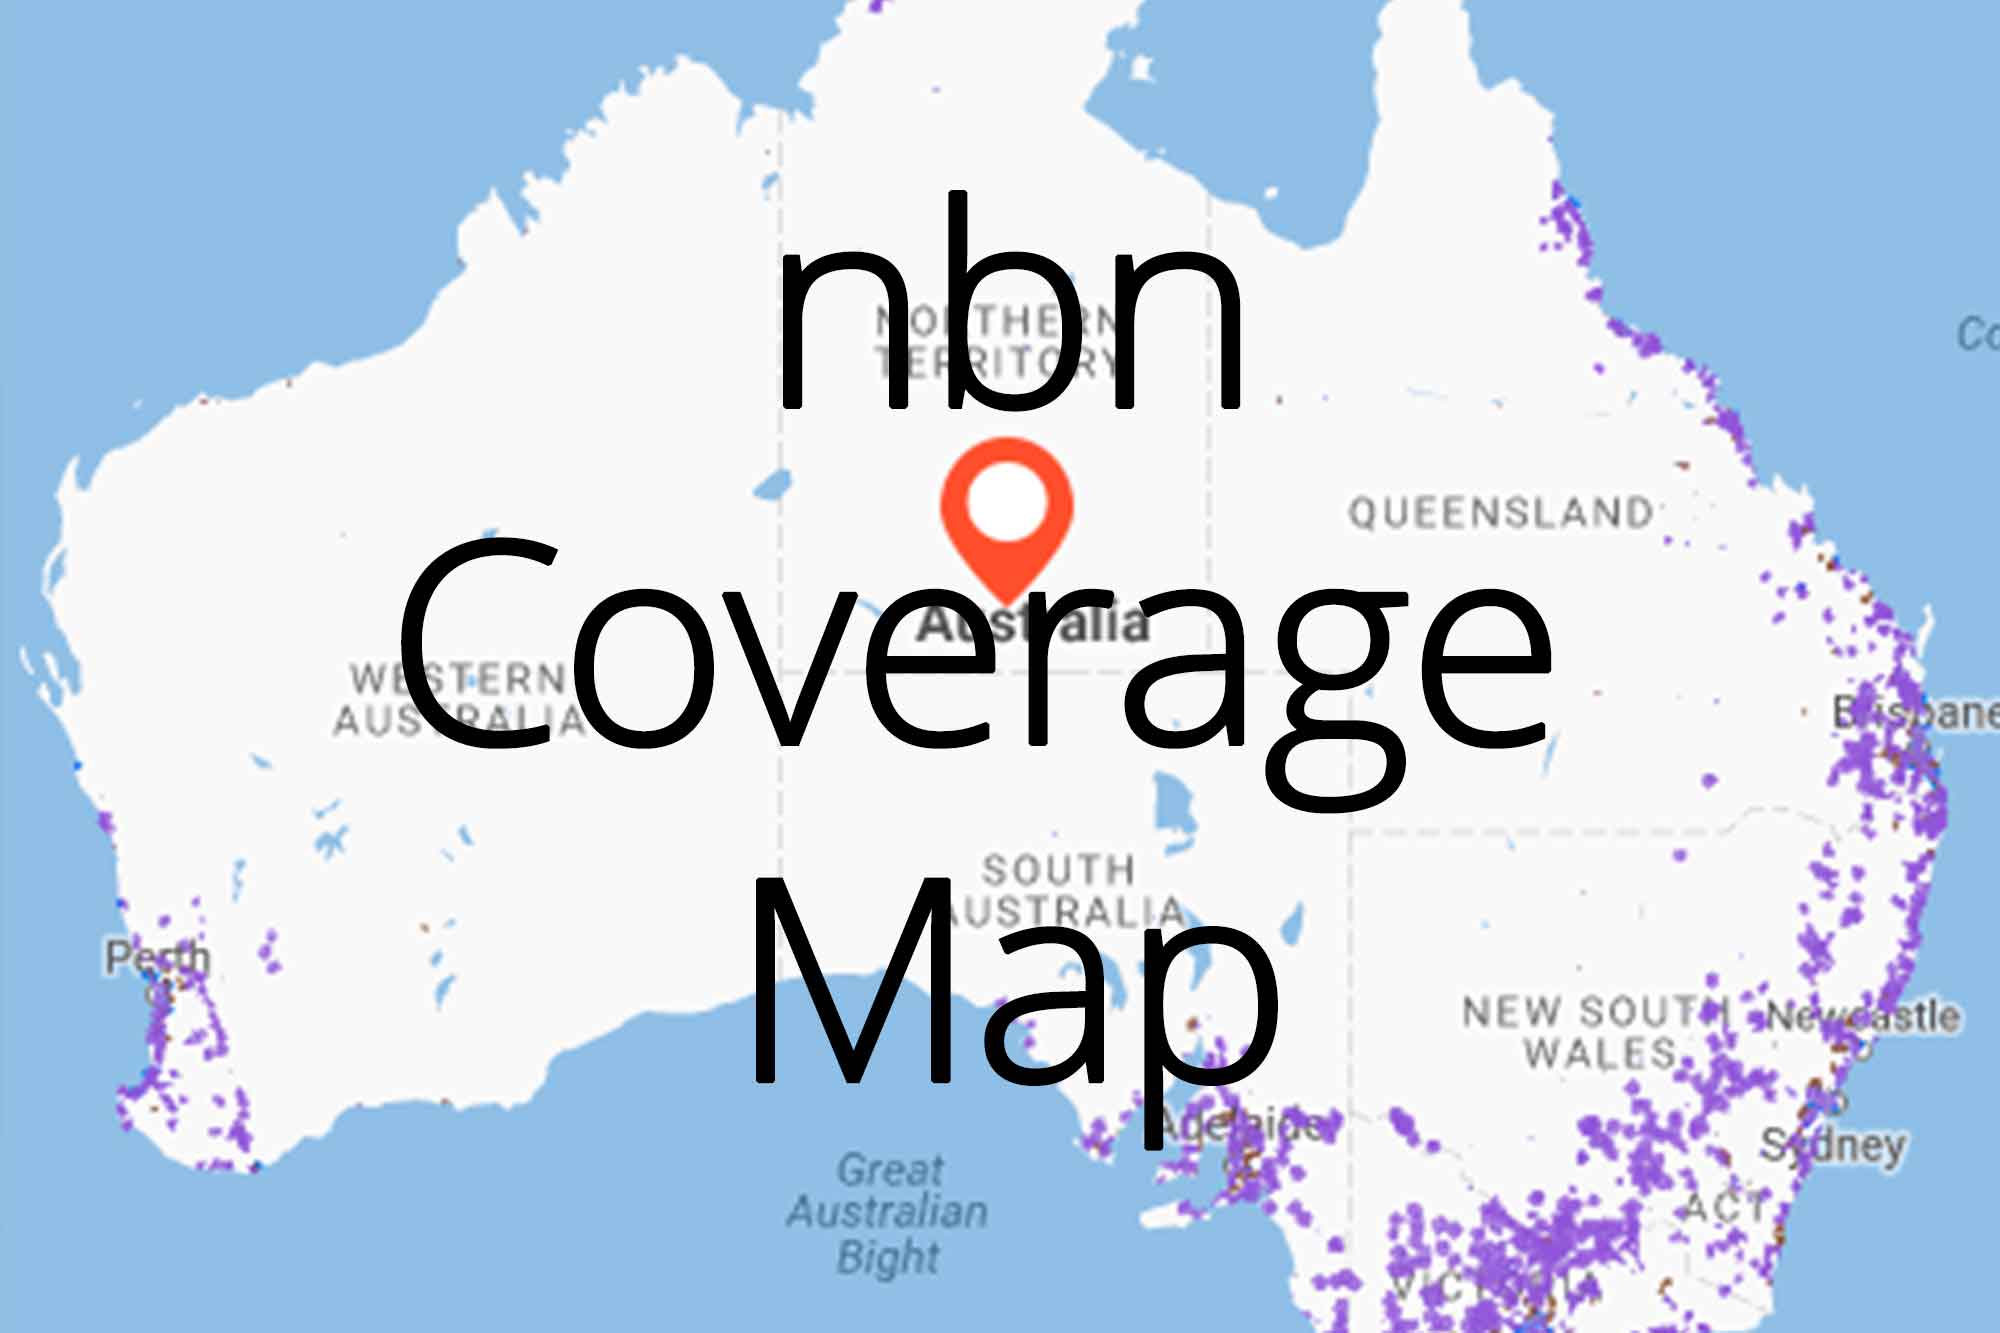 nbn
NORTHERN
TERRITORY
Co
QUEENSLAND
Coverage
Australia
WESTERN
AUSTRALIA
Brisbane
Map
SOUTH
AUSTRALIA
Perth
NEW SOUTH
WALES
Newcastle
Adelaide
Sydney
Great
Australian
Bight
ACT
VICTORIA